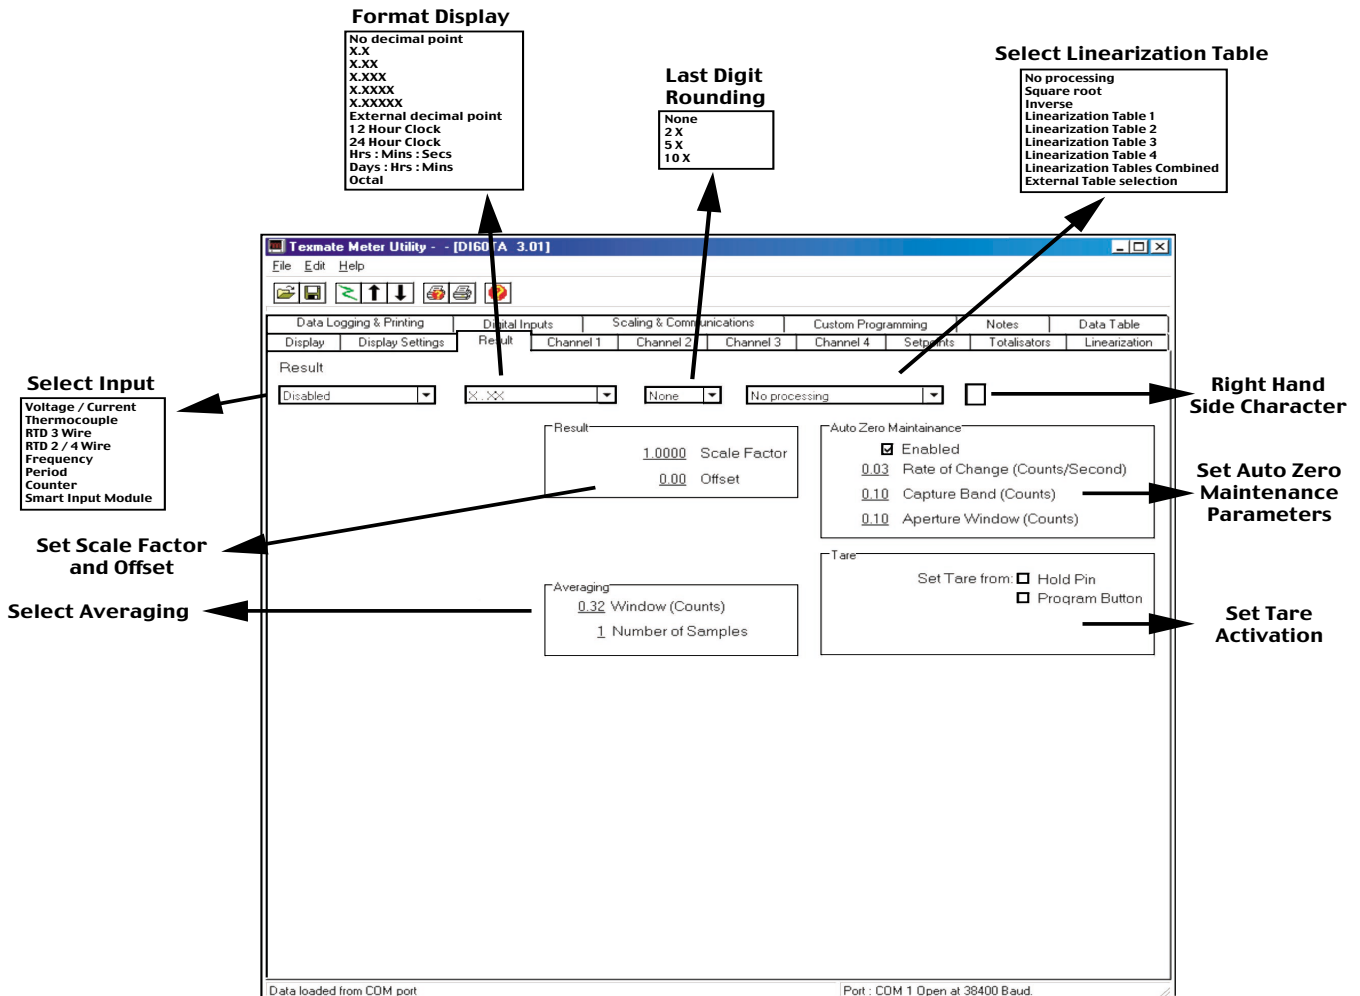 Format Display
No decimal point
X.X
X.XX
X.XXX
X.XXXX
X.XXXXX
External decimal point
12 Hour Clock
24 Hour Clock
Hrs : Mins : Secs
Days : Hrs : Mins
Octal
Last Digit
Rounding
None
2 X
5 X
10 X
Select Linearization Table
No processing
Square root
Inverse
Linearization Table 1
Linearization Table 2
Linearization Table 3
Linearization Table 4
Linearization Tables Combined
External Table selection
Texmate Meter Utility - - [DI60TA 3.01]
File Edit Help
Data Logging & Printing Digital Inputs Scaling & Communications Custom Programming Notes Data Table
Display Display Settings Result Channel 1 Channel 2 Channel 3 Channel 4 Setpoints Totalisators Linearization
Result
Disabled X.XX None No processing
Select Input
Voltage / Current
Thermocouple
RTD 3 Wire
RTD 2 / 4 Wire
Frequency
Period
Counter
Smart Input Module
Right Hand
Side Character
Result
1.0000 Scale Factor
0.00 Offset
Auto Zero Maintainance
Enabled
0.03 Rate of Change (Counts/Second)
0.10 Capture Band (Counts)
0.10 Aperture Window (Counts)
Set Auto Zero
Maintenance
Parameters
Set Scale Factor
and Offset
Select Averaging
Averaging
0.32 Window (Counts)
1 Number of Samples
Tare
Set Tare from: Hold Pin
Program Button
Set Tare
Activation
Data loaded from COM port Port : COM 1 Open at 38400 Baud.